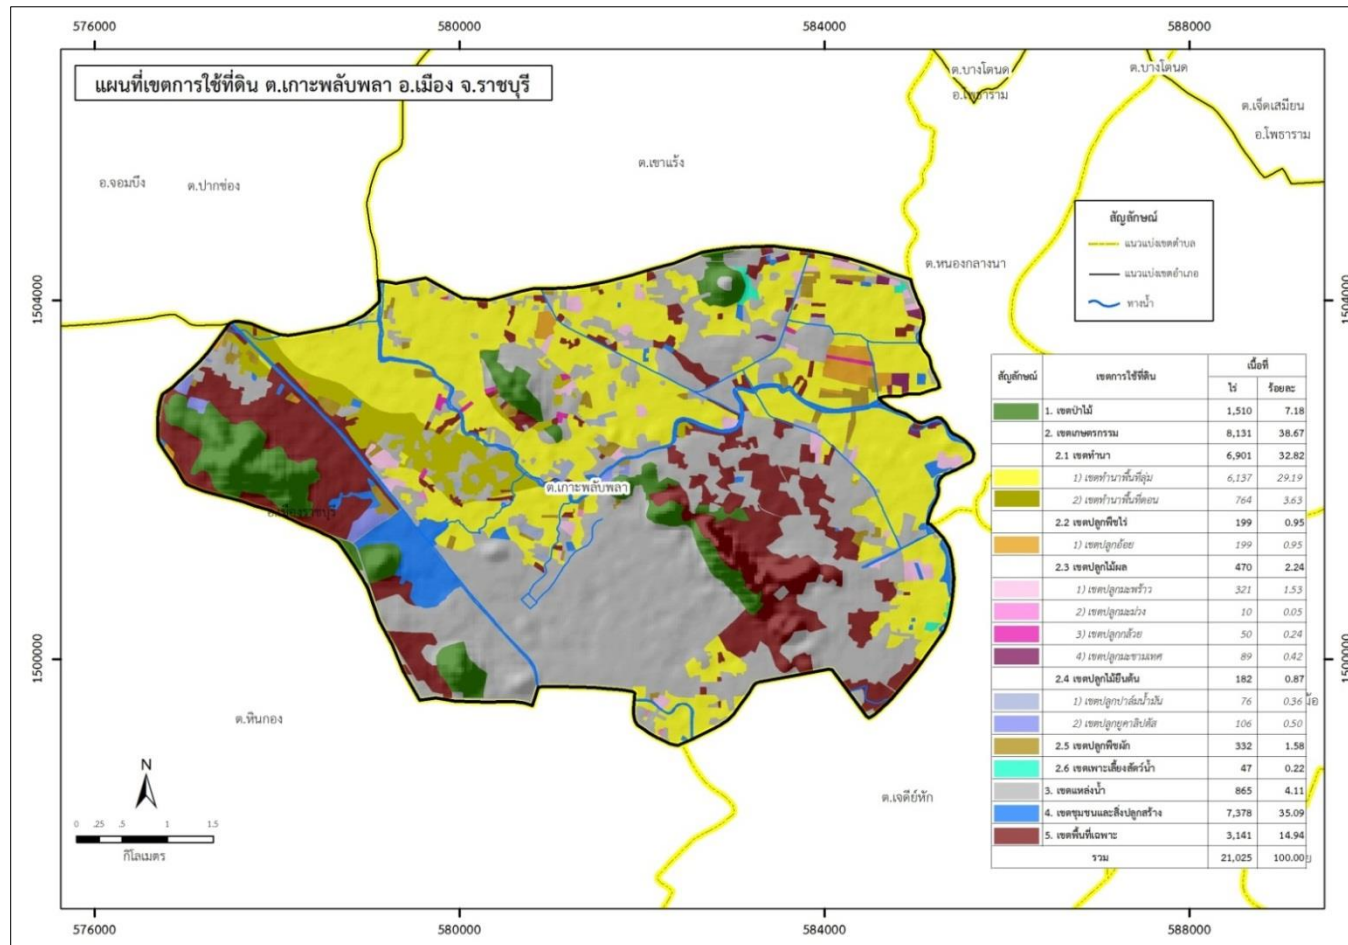 576000 580000 584000 588000
แผนที่เขตการใช้ที่ดิน ต.เกาะพลับพลา อ.เมือง จ.ราชบุรี
ต.บางโตนด
อ.โพธาราม
ต.บางโตนด
ต.เจ็ดเสมียน
อ.โพธาราม
ต.เขาแร้ง
อ.จอมบึง ต.ปากช่อง
ต.หนองกลางนา
สัญลักษณ์
แนวแบ่งเขตตำบล
แนวแบ่งเขตอำเภอ
ทางน้ำ
1504000 1504000
ต.เกาะพลับพลา
อ.เมืองราชบุรี
1500000 1500000
ต.หินกอง
ต.เจดีย์หัก
N
0 .25 .5 1 1.5
กิโลเมตร
สัญลักษณ์ เขตการใช้ที่ดิน เนื้อที่
ไร่ ร้อยละ
1. เขตป่าไม้ 1,510 7.18
2. เขตเกษตรกรรม 8,131 38.67
2.1 เขตทำนา 6,901 32.82
1) เขตทำนาพื้นที่ลุ่ม 6,137 29.19
2) เขตทำนาพื้นที่ดอน 764 3.63
2.2 เขตปลูกพืชไร่ 199 0.95
1) เขตปลูกอ้อย 199 0.95
2.3 เขตปลูกไม้ผล 470 2.24
1) เขตปลูกมะพร้าว 321 1.53
2) เขตปลูกมะม่วง 10 0.05
3) เขตปลูกกล้วย 50 0.24
4) เขตปลูกมะขามเทศ 89 0.42
2.4 เขตปลูกไม้ยืนต้น 182 0.87
1) เขตปลูกปาล์มน้ำมัน 76 0.36
2) เขตปลูกยูคาลิปตัส 106 0.50
2.5 เขตปลูกพืชผัก 332 1.58
2.6 เขตเพาะเลี้ยงสัตว์น้ำ 47 0.22
3. เขตแหล่งน้ำ 865 4.11
4. เขตชุมชนและสิ่งปลูกสร้าง 7,378 35.09
5. เขตพื้นที่เฉพาะ 3,141 14.94
รวม 21,025 100.00
576000 580000 584000 588000